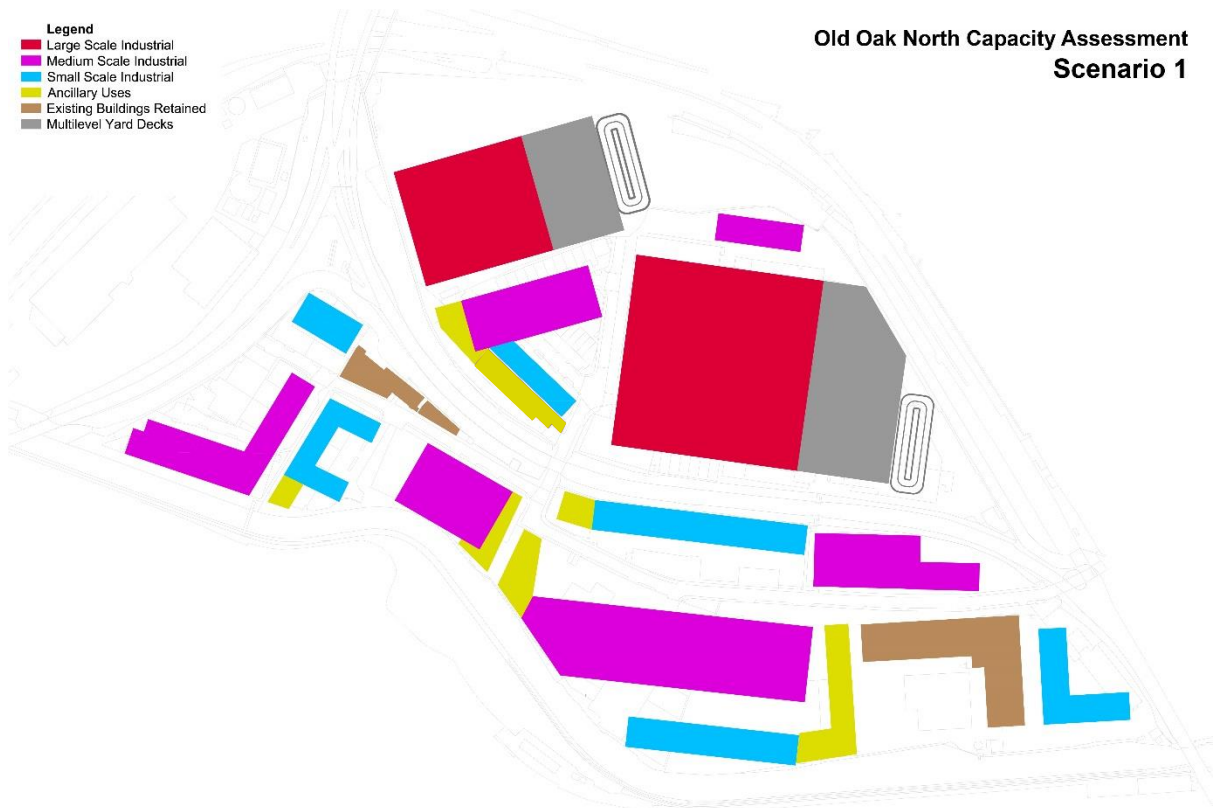 Legend
Large Scale Industrial
Medium Scale Industrial
Small Scale Industrial
Ancillary Uses
Existing Buildings Retained
Multilevel Yard Decks
Old Oak North Capacity Assessment
Scenario 1